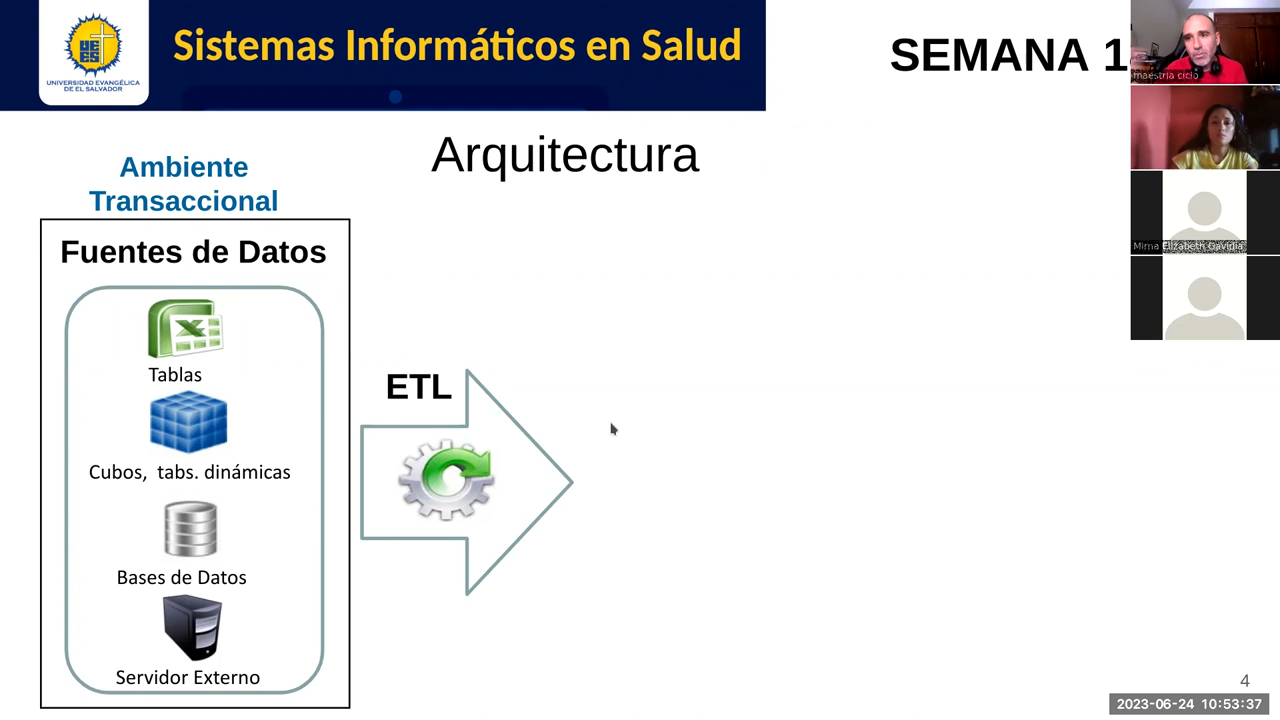 UNIVERSIDAD EVANGÉLICA
DE EL SALVADOR
Sistemas Informáticos en Salud
SEMANA 1
maestria ciclo
Mirna Elizabeth Gavidia
Arquitectura
Ambiente
Transaccional
Fuentes de Datos
Tablas
Cubos, tabs. dinámicas
Bases de Datos
Servidor Externo
ETL
4
2023-06-24 10:53:37